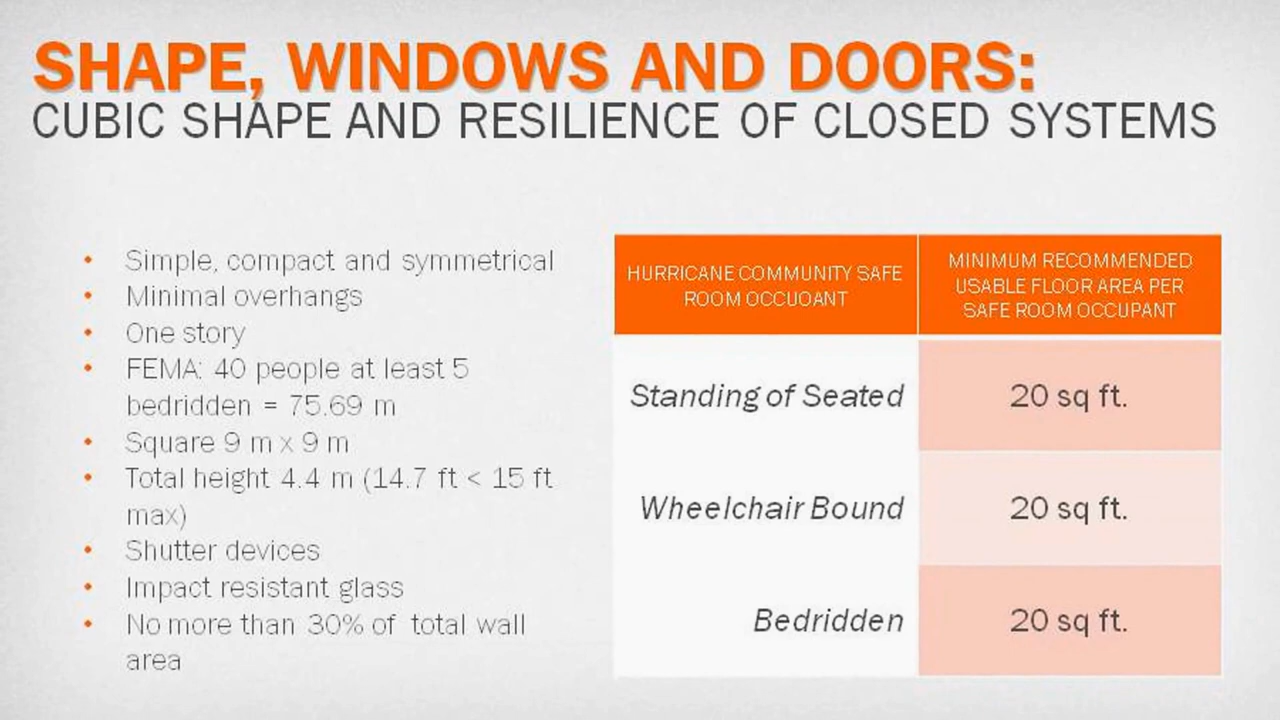 SHAPE, WINDOWS AND DOORS:
CUBIC SHAPE AND RESILIENCE OF CLOSED SYSTEMS
• Simple, compact and symmetrical
• Minimal overhangs
• One story
• FEMA: 40 people at least 5
bedridden = 75.69 m
• Square 9 m x 9 m
• Total height 4.4 m (14.7 ft < 15 ft
max)
• Shutter devices
• Impact resistant glass
• No more than 30% of total wall
area
HURRICANE COMMUNITY SAFE
ROOM OCCUOANT
MINIMUM RECOMMENDED
USABLE FLOOR AREA PER
SAFE ROOM OCCUPANT
Standing of Seated
20 sq ft.
Wheelchair Bound
20 sq ft.
Bedridden
20 sq ft.